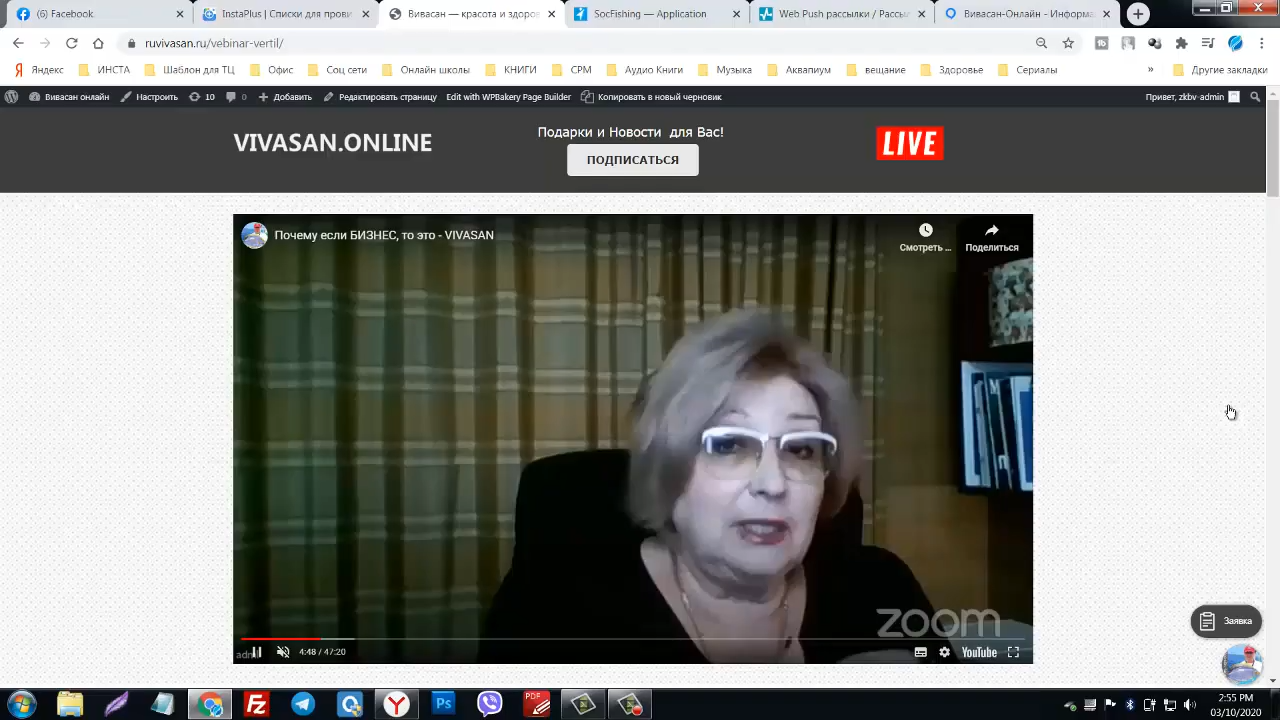 (6) Facebook
InstaPlus | Списки для прови
Вивасан — красота и здоров
SocFishing — Application
Web Push рассылки / Рассыл
Вивасан-Онлайн - Информа
ruvivasan.ru/vebinar-vertil/
Яндекс
ИНСТА
Шаблон для ТЦ
Офис
Соц сети
Онлайн школы
КНИГИ
СРМ
Аудио Книги
Музыка
Аквапиум
вещание
Здоровье
Сериалы
»
Другие закладки
Вивасан онлайн
Настроить
10
0
Добавить
Редактировать страницу
Edit with WPBakery Page Builder
Копировать в новый черновик
Привет, zkbv-admin
VIVASAN.ONLINE
Подарки и Новости для Вас!
ПОДПИСАТЬСЯ
LIVE
Почему если БИЗНЕС, то это - VIVASAN
Смотреть ...
Поделиться
zoom
4:48 / 47:20
YouTube
Заявка
PDF
Ps
2:55 PM
03/10/2020